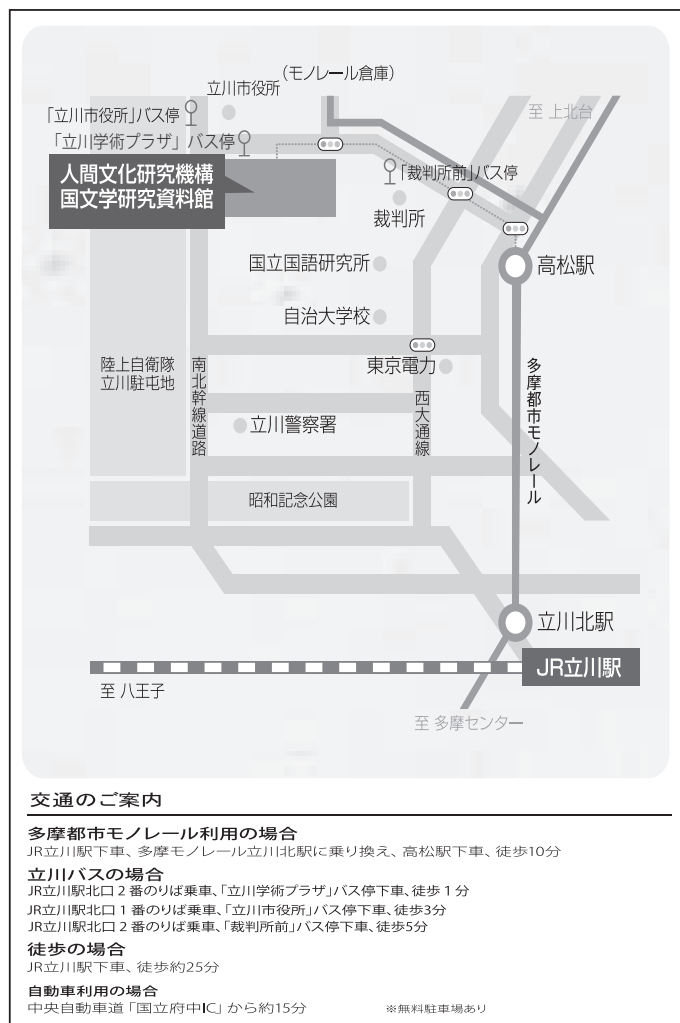 (モノレール倉庫)
立川市役所
「立川市役所」バス停
「立川学術プラザ」 バス停
至 上北台
人間文化研究機構
国文学研究資料館
「裁判所前」バス停
裁判所
国立国語研究所
高松駅
自治大学校
東京電力
陸上自衛隊
立川駐屯地
南北幹線道路
西大通線
多摩都市モノレール
立川警察署
昭和記念公園
立川北駅
JR立川駅
至 八王子
至 多摩センター
交通のご案内
多摩都市モノレール利用の場合
JR立川駅下車、多摩モノレール立川北駅に乗り換え、高松駅下車、徒歩10分
立川バスの場合
JR立川駅北口 2 番のりば乗車、「立川学術プラザ」バス停下車、徒歩 1 分
JR立川駅北口 1 番のりば乗車、「立川市役所」バス停下車、徒歩3分
JR立川駅北口 2 番のりば乗車、「裁判所前」バス停下車、徒歩5分
徒歩の場合
JR立川駅下車、徒歩約25分
自動車利用の場合
中央自動車道「国立府中IC」から約15分 ※無料駐車場あり